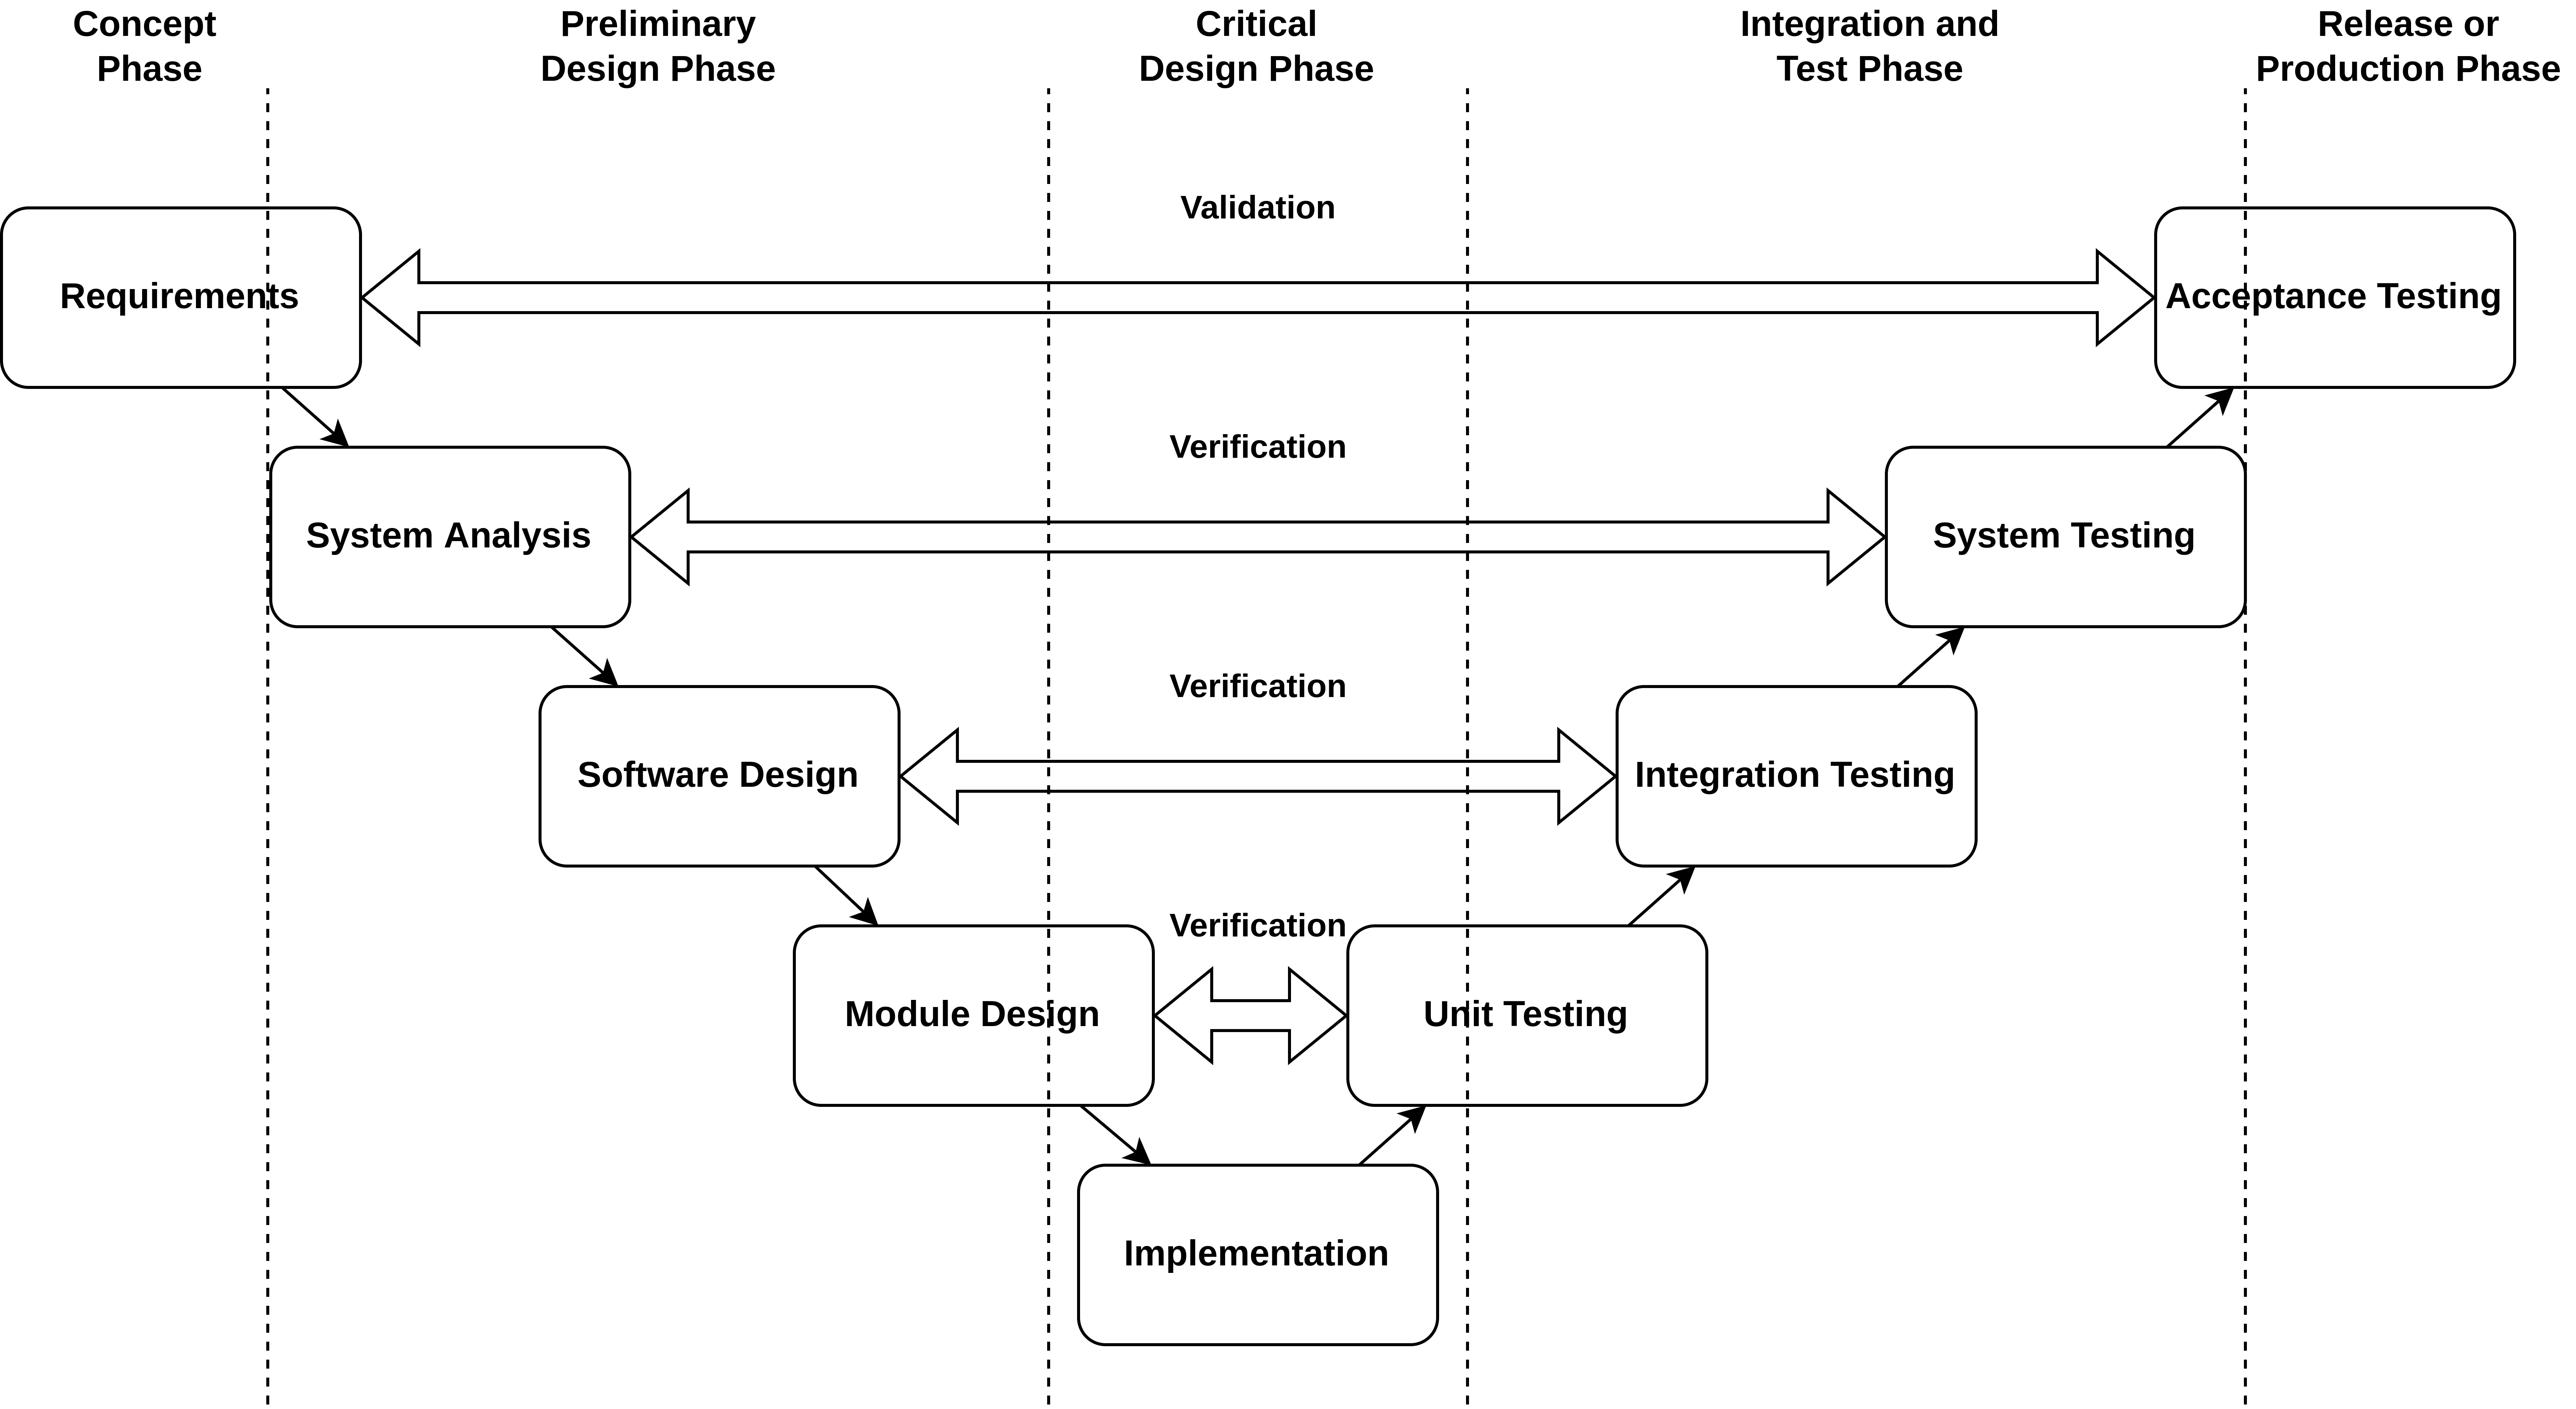 Concept
Phase
Preliminary
Design Phase
Critical
Design Phase
Integration and
Test Phase
Release or
Production Phase
Validation
Requirements
Acceptance Testing
Verification
System Analysis
System Testing
Verification
Software Design
Integration Testing
Verification
Module Design
Unit Testing
Implementation